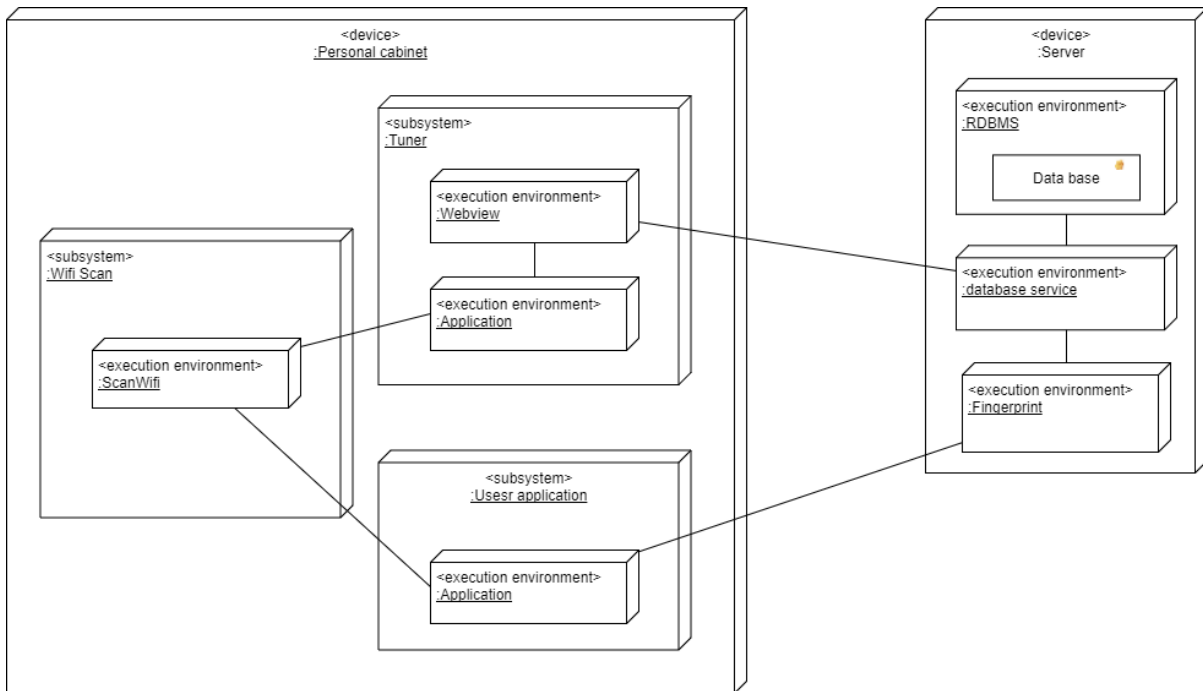 <device>
:Personal cabinet
<subsystem>
:Tuner
<execution environment>
:Webview
<execution environment>
:Application
<subsystem>
:Wifi Scan
<execution environment>
:ScanWifi
<subsystem>
:Usesr application
<execution environment>
:Application
<device>
:Server
<execution environment>
:RDBMS
Data base
<execution environment>
:database service
<execution environment>
:Fingerprint